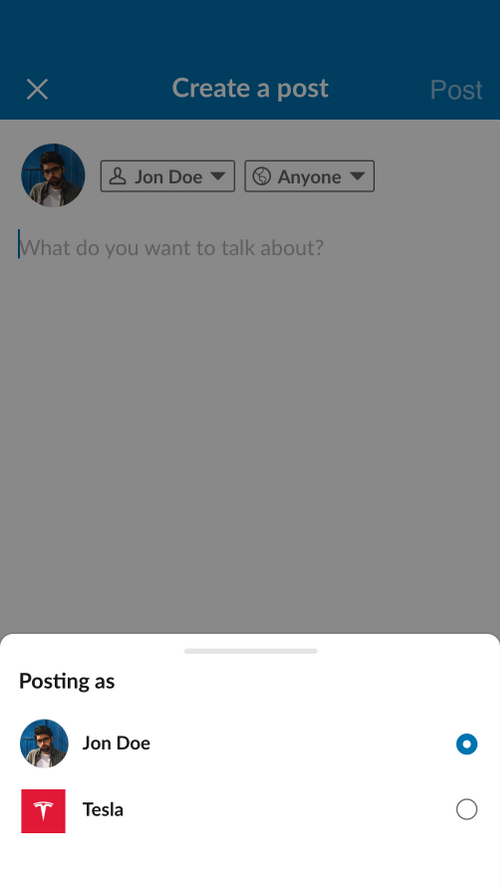 Create a post
Post
Jon Doe
Anyone
What do you want to talk about?
Posting as
Jon Doe
Tesla